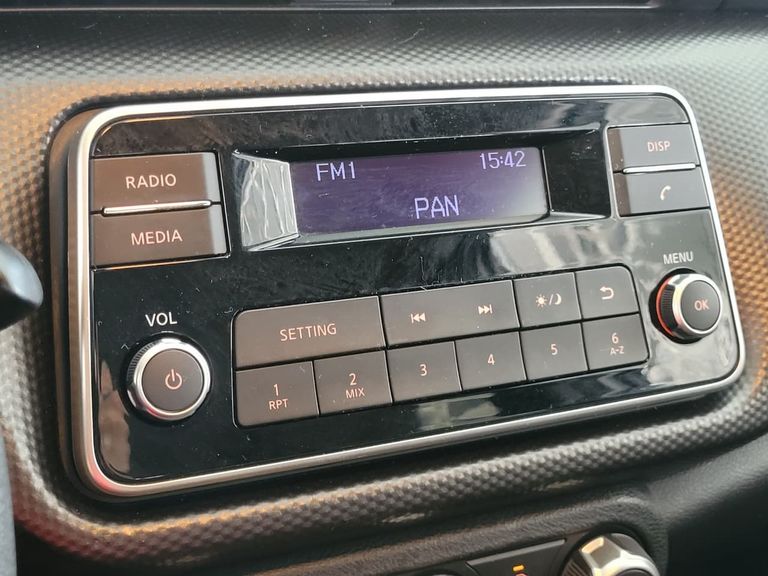 RADIO
MEDIA
FM1 15:42
PAN
DISP
MENU
VOL
SETTING
OK
1
RPT
2
MIX
3
4
5
6
A-Z